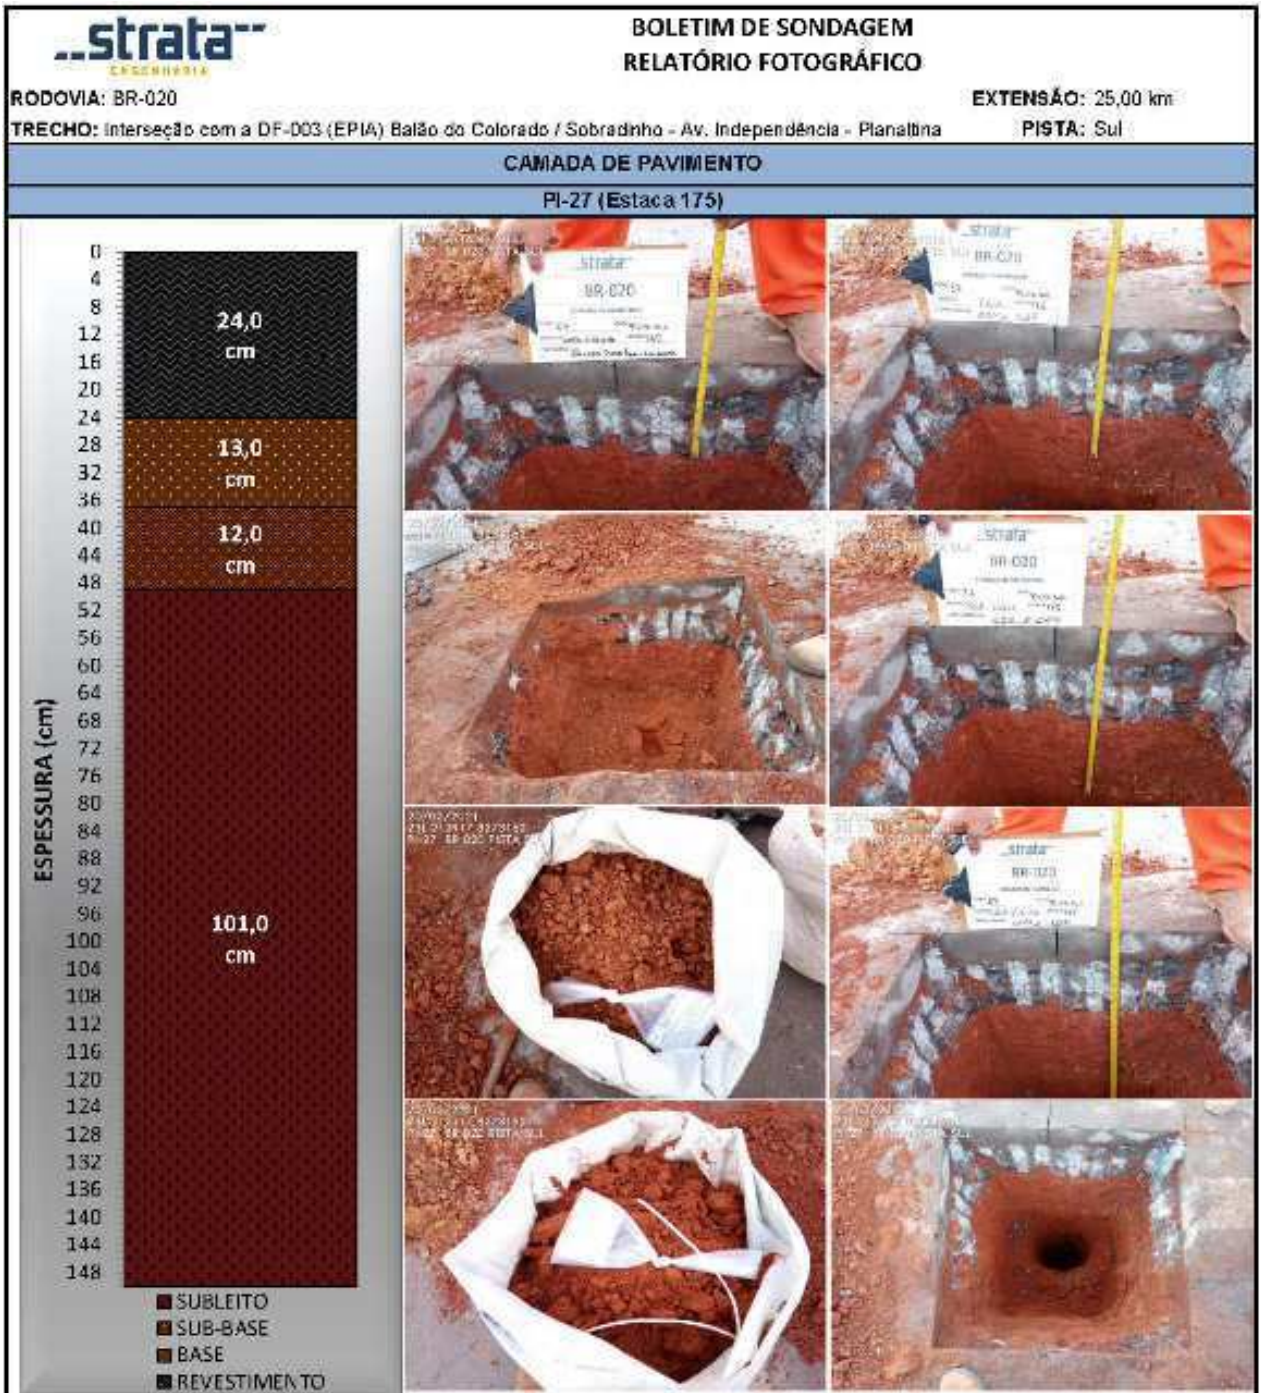 strata
ENGENHARIA
BOLETIM DE SONDAGEM
RELATÓRIO FOTOGRÁFICO
RODOVIA: BR-020
EXTENSÃO: 25,00 km
TRECHO: Interseção com a DF-003 (EPIA) Balão do Colorado / Sobradinho - Av. Independência - Planaltina
PISTA: Sul
CAMADA DE PAVIMENTO
PI-27 (Estaca 175)
ESPESSURA (cm)
0
4
8
12
16
20
24
28
32
36
40
44
48
52
56
60
64
68
72
76
80
84
88
92
96
100
104
108
112
116
120
124
128
132
136
140
144
148
24,0
cm
13,0
cm
12,0
cm
101,0
cm
SUBLEITO
SUB-BASE
BASE
REVESTIMENTO
strata
BR-020
strata
BR-020
strata
BR-020
strata
BR-020